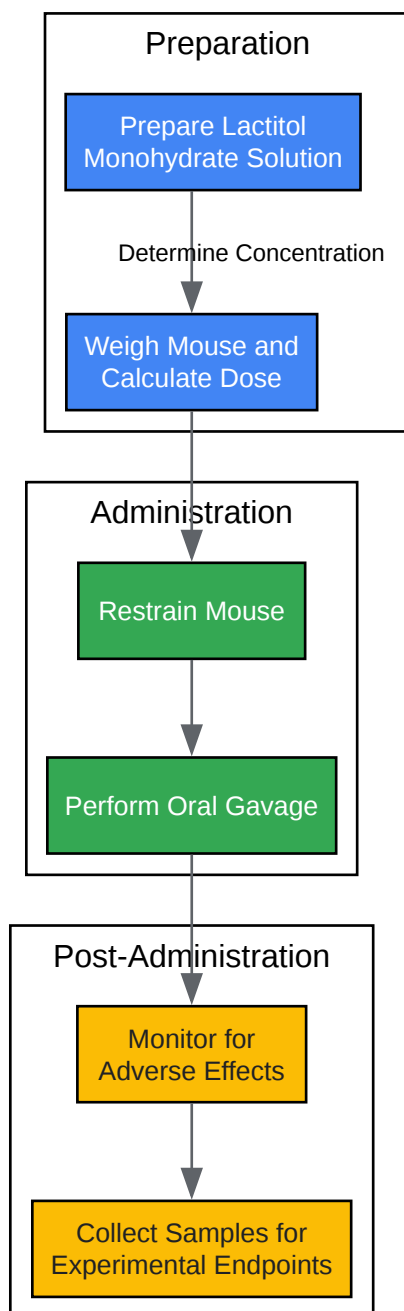 Preparation
Prepare Lactitol
Monohydrate Solution
Determine Concentration
Weigh Mouse and
Calculate Dose
Administration
Restrain Mouse
Perform Oral Gavage
Post-Administration
Monitor for
Adverse Effects
Collect Samples for
Experimental Endpoints